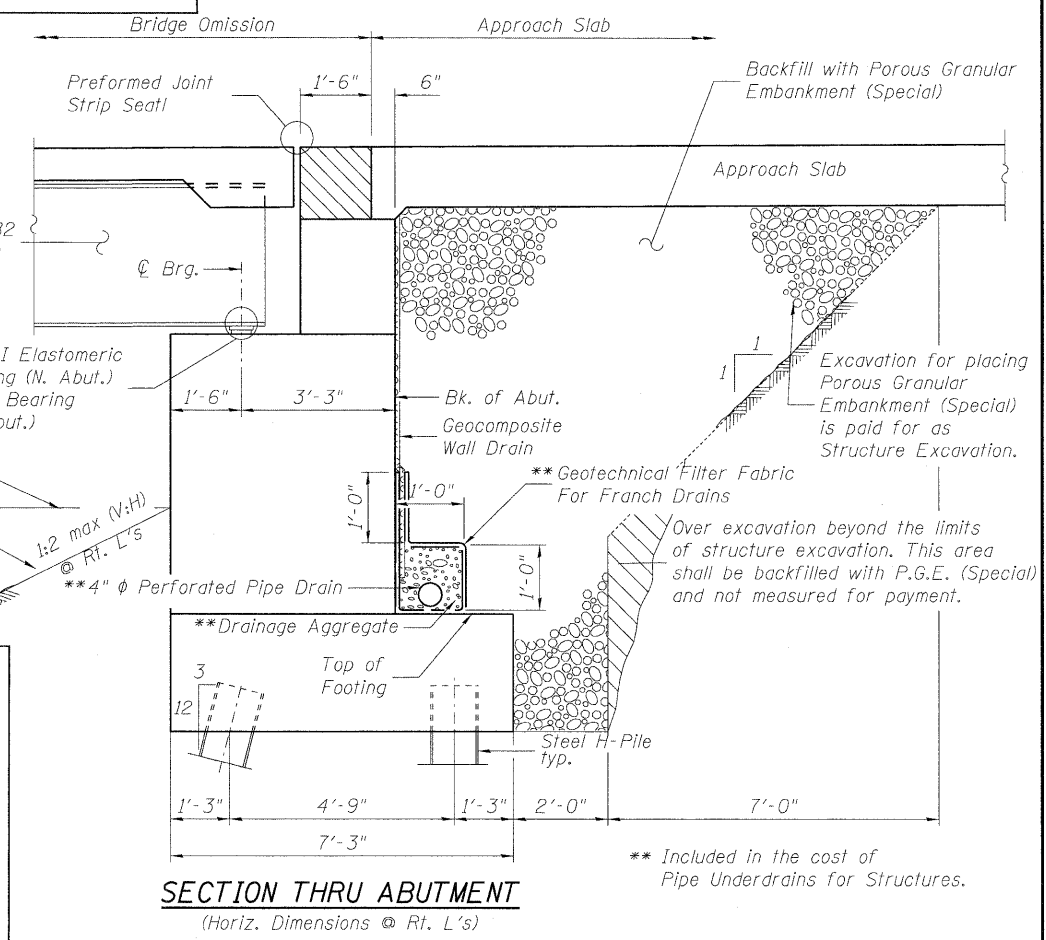 Bridge Omission
Approach Slab
Preformed Joint
Strip Seatl
1'-6"
6"
Backfill with Porous Granular
Embankment (Special)
Approach Slab
32
℄ Brg.
I Elastomeric
ng (N. Abut.)
Bearing
out.)
1'-6"
3'-3"
Bk. of Abut.
Geocomposite
Wall Drain
1
1
Excavation for placing
Porous Granular
Embankment (Special)
is paid for as
Structure Excavation.
1'-0"
1'-0"
** Geotechnical Filter Fabric
For Franch Drains
1:2 max (V:H)
@ Rt. L's
1'-0"
Over excavation beyond the limits
of structure excavation. This area
shall be backfilled with P.G.E. (Special)
and not measured for payment.
**4" ϕ Perforated Pipe Drain
**Drainage Aggregate
Top of
Footing
3
12
Steel H-Pile
typ.
1'-3"
4'-9"
1'-3"
2'-0"
7'-0"
7'-3"
** Included in the cost of
Pipe Underdrains for Structures.
SECTION THRU ABUTMENT
(Horiz. Dimensions @ Rt. L's)